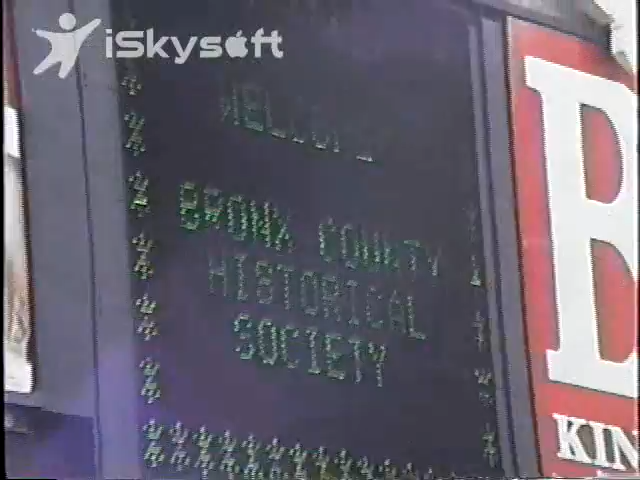 iSkysoft
WELCOME
BRONX COUNTY
HISTORICAL
SOCIETY
B
KIN